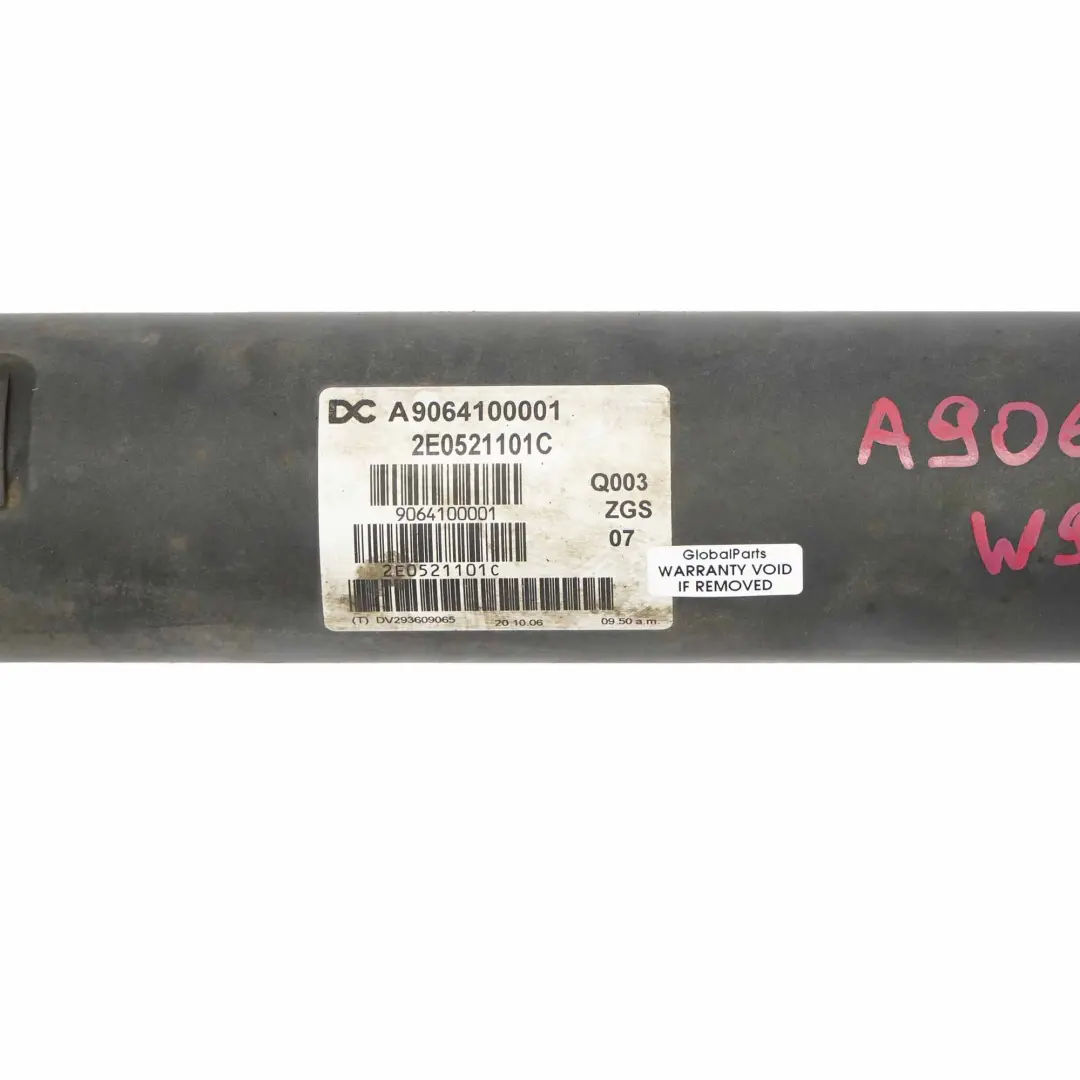 DC A9064100001
2E0521101C
Q003
9064100001
ZGS
07
2E0521101C
(T) DV293609065 20.10.06 09.50 a.m.
GlobalParts
WARRANTY VOID
IF REMOVED
A906
W9